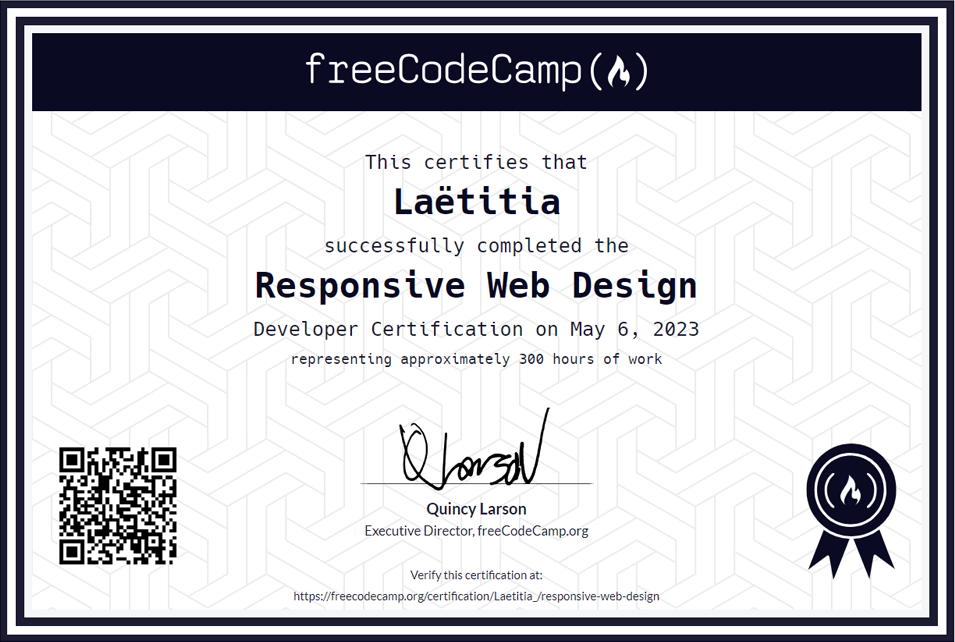 freeCodeCamp
This certifies that
Laëtitia
successfully completed the
Responsive Web Design
Developer Certification on May 6, 2023
representing approximately 300 hours of work
Quincy Larson
Executive Director, freeCodeCamp.org
Verify this certification at:
https://freecodecamp.org/certification/Laetitia_/responsive-web-design